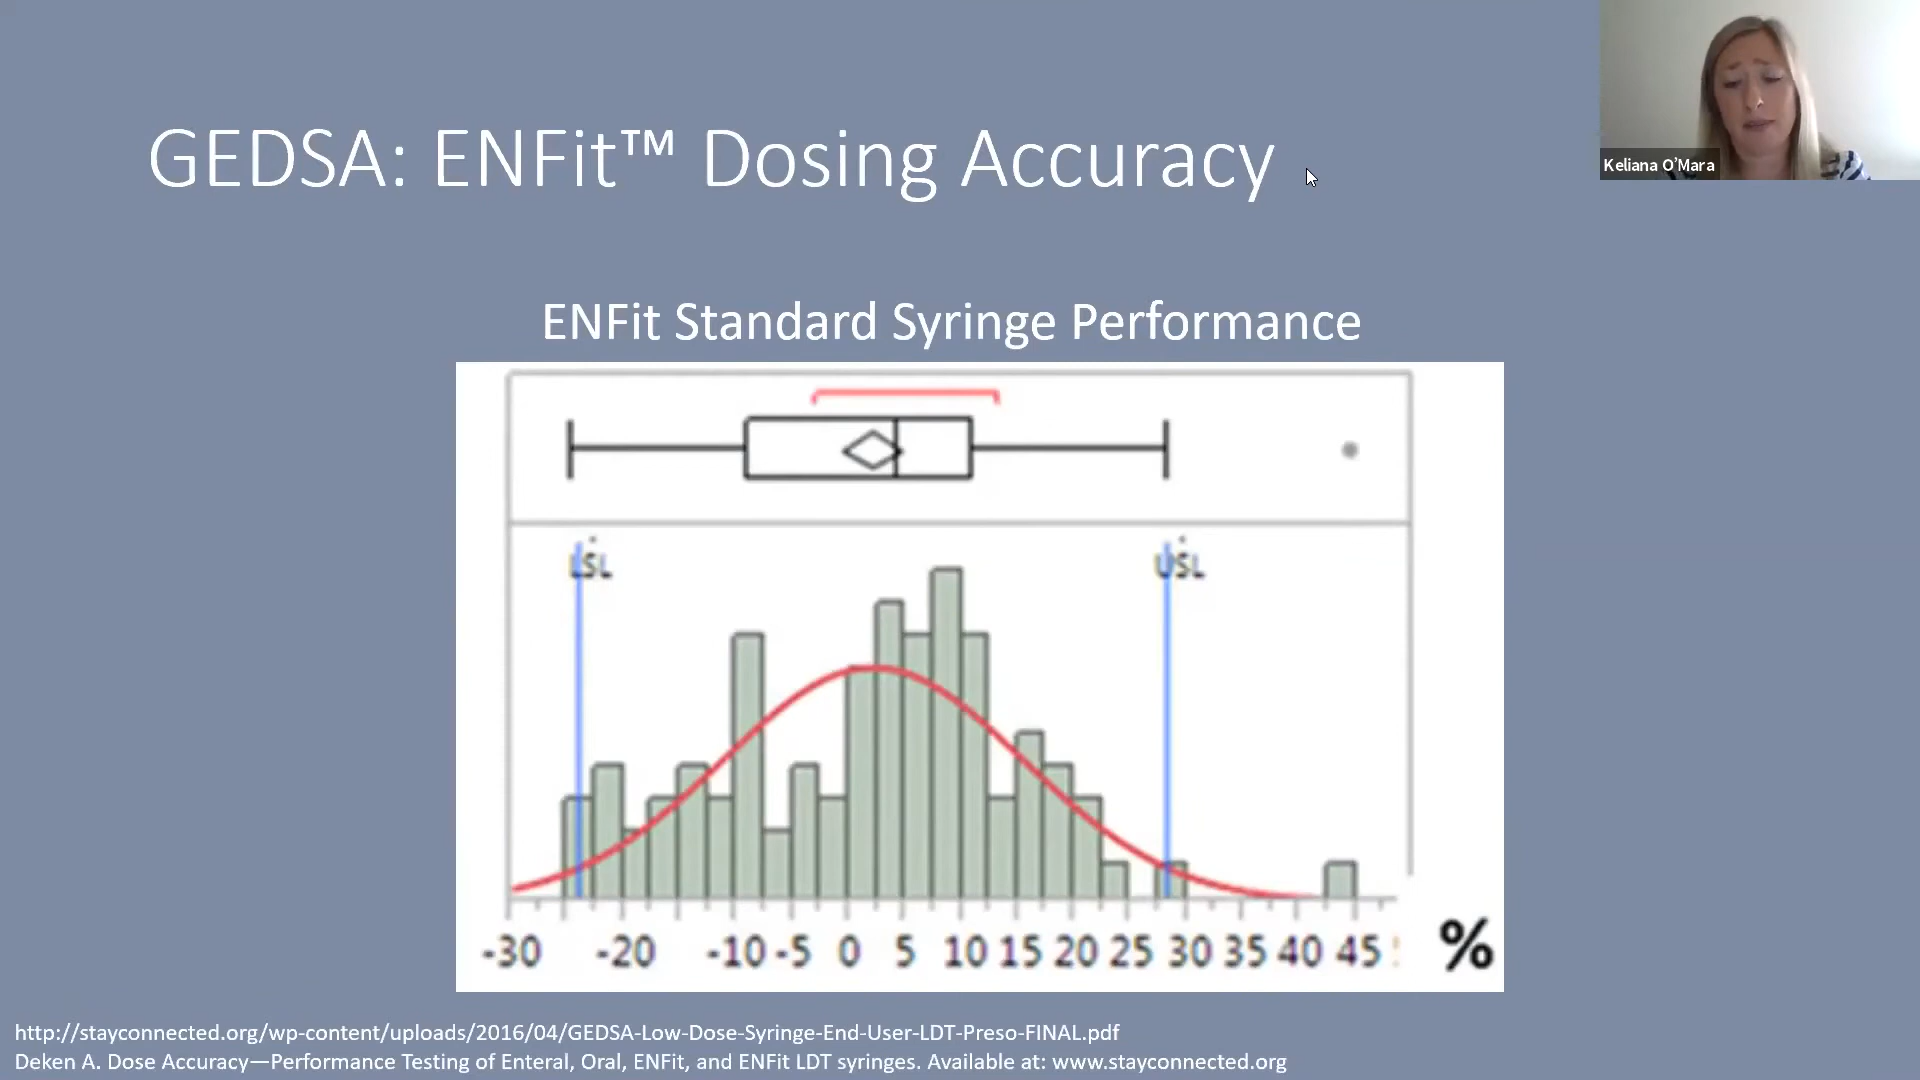 GEDSA: ENFit™ Dosing Accuracy
Keliana O'Mara
ENFit Standard Syringe Performance
LSL
USL
-30 -20 -10 -5 0 5 10 15 20 25 30 35 40 45
%
http://stayconnected.org/wp-content/uploads/2016/04/GEDSA-Low-Dose-Syringe-End-User-LDT-Preso-FINAL.pdf
Deken A. Dose Accuracy—Performance Testing of Enteral, Oral, ENFit, and ENFit LDT syringes. Available at: www.stayconnected.org